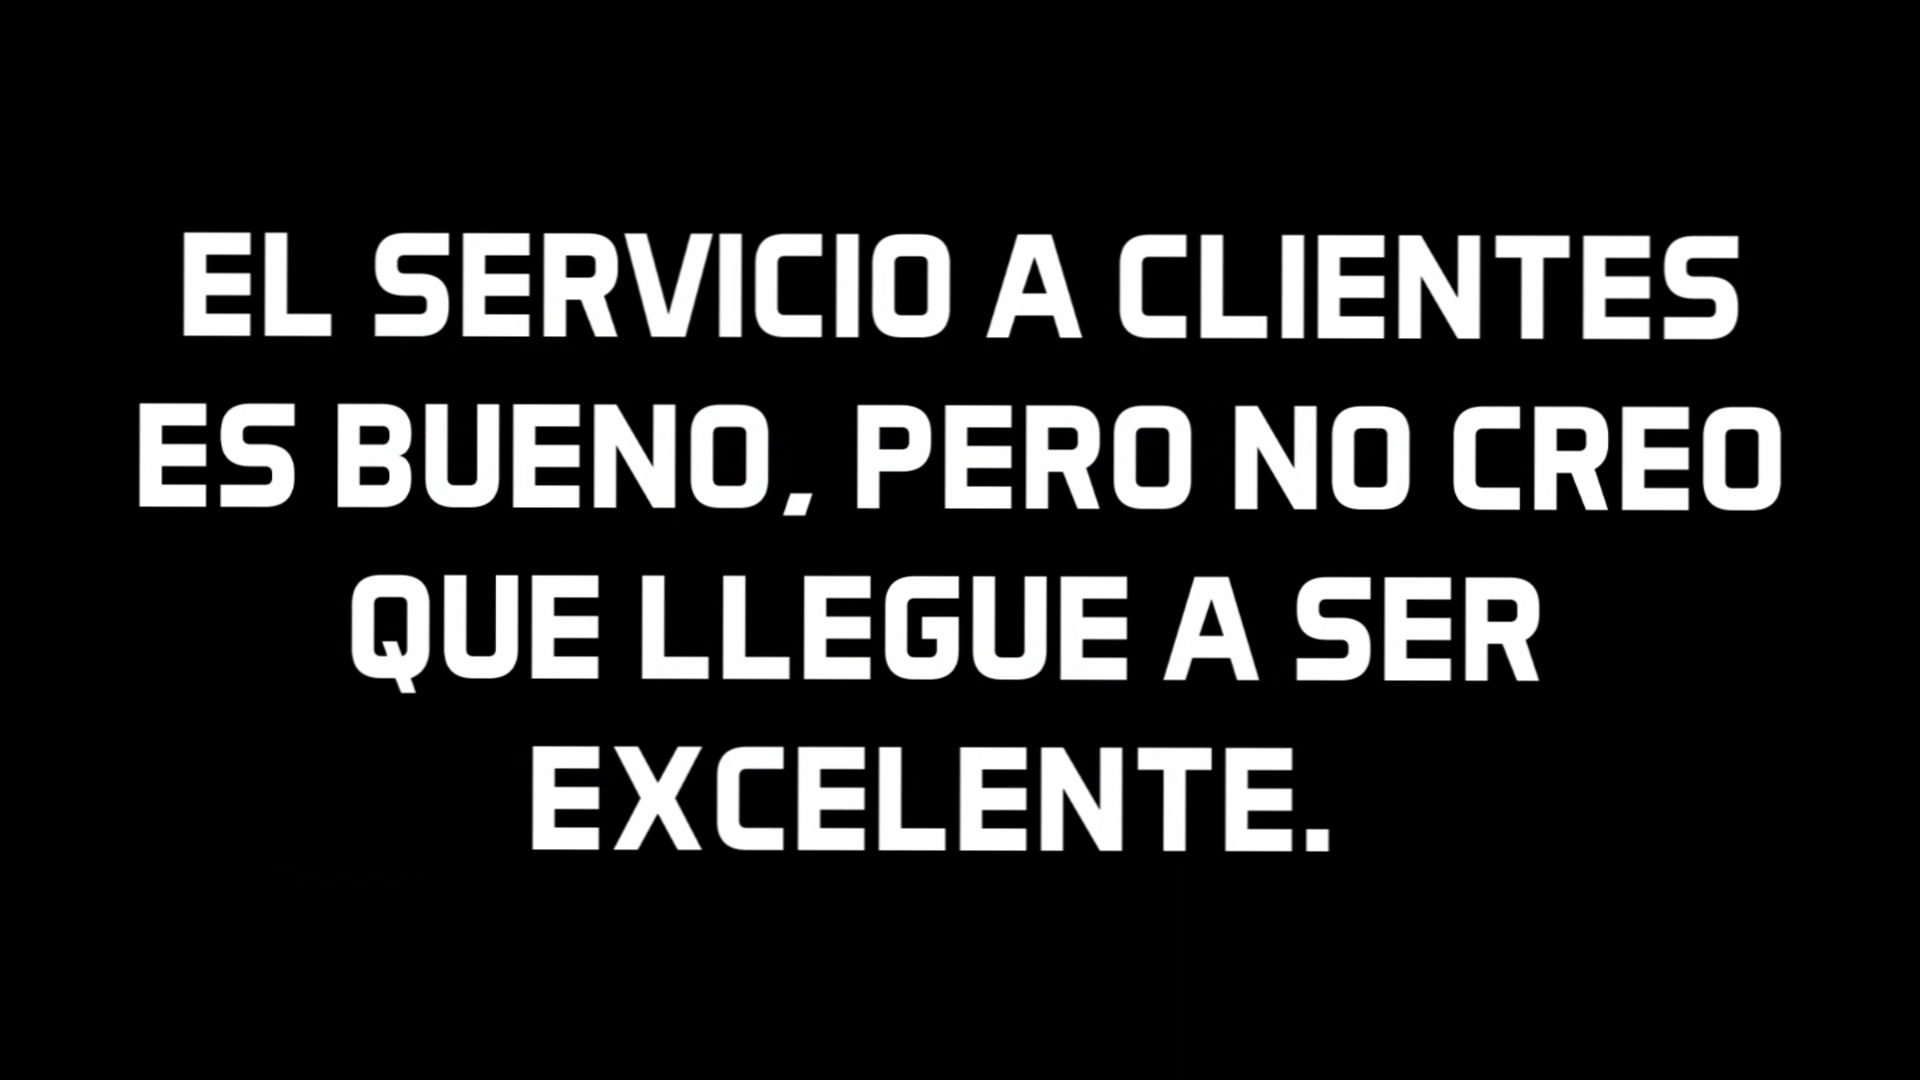 EL SERVICIO A CLIENTES
ES BUENO, PERO NO CREO
QUE LLEGUE A SER
EXCELENTE.